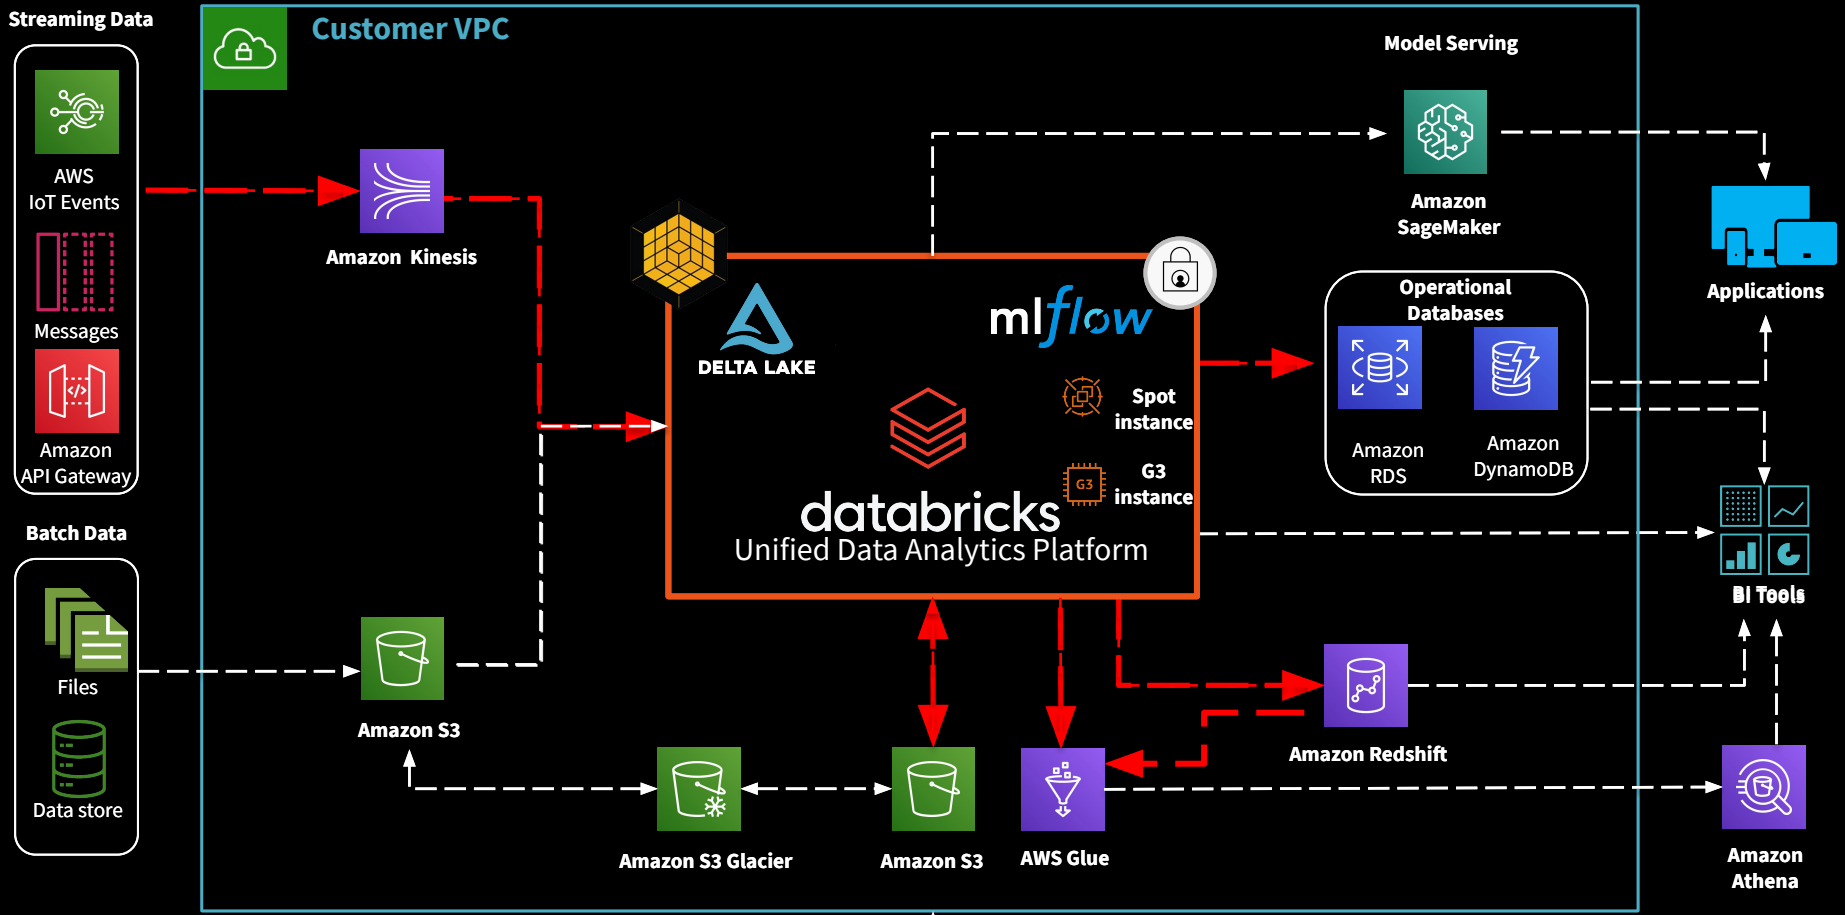 Streaming Data
AWS
IoT Events
Messages
Amazon
API Gateway
Batch Data
Files
Data store
Customer VPC
Amazon Kinesis
Amazon S3
Amazon S3 Glacier
Amazon S3
AWS Glue
DELTA LAKE
mlflow
Spot
instance
G3
G3
instance
databricks
Unified Data Analytics Platform
Model Serving
Amazon
SageMaker
Operational
Databases
Amazon
RDS
Amazon
DynamoDB
Amazon Redshift
Applications
BI Tools
Amazon
Athena